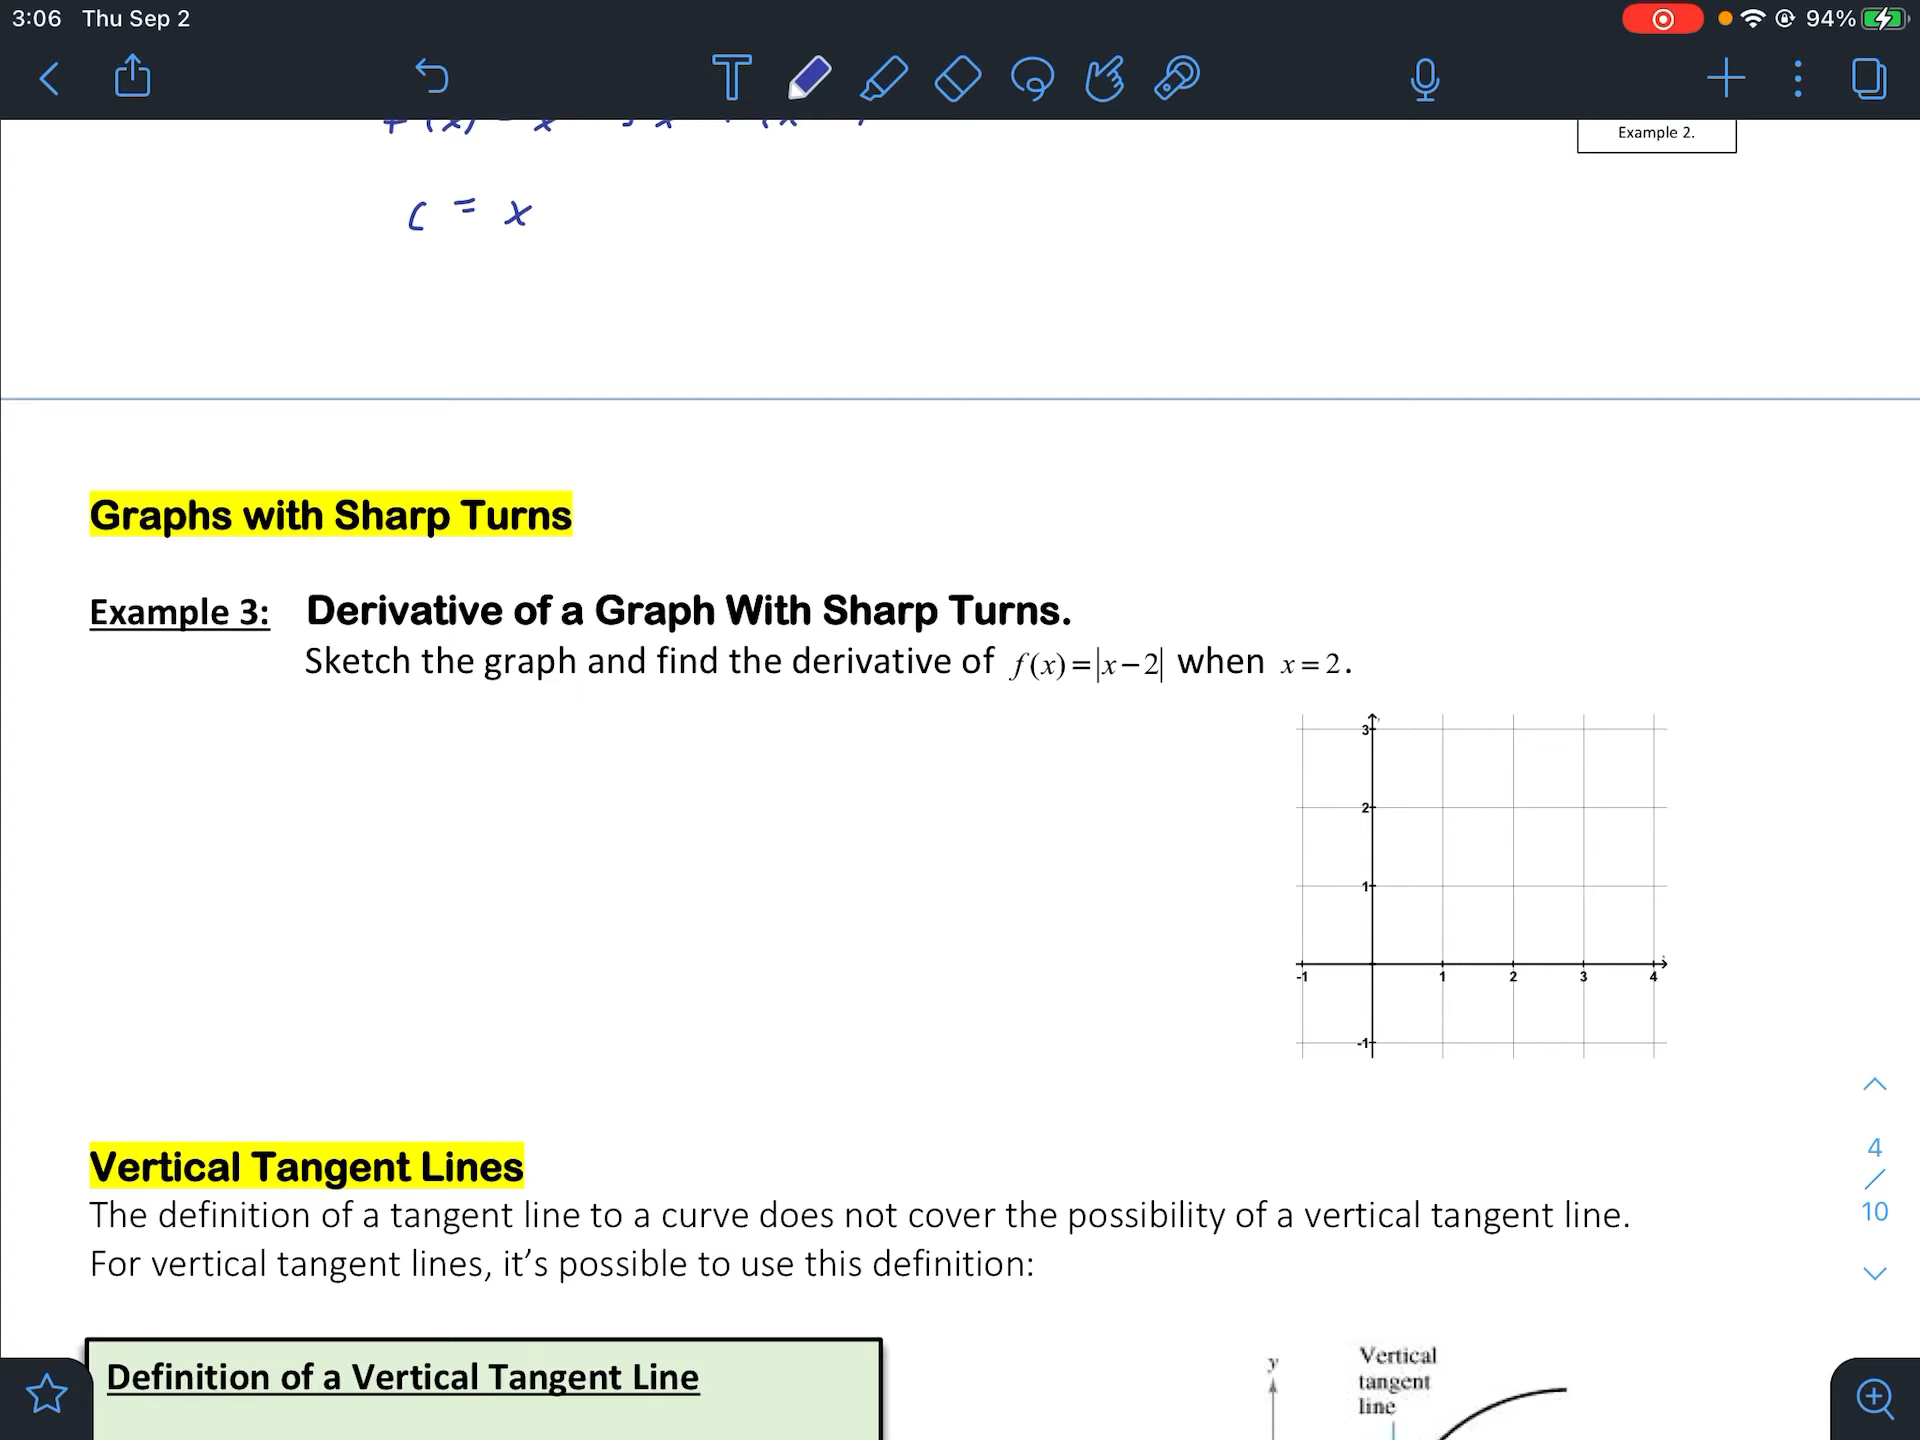 3:06 Thu Sep 2
94%
T
Example 2.
c = x
Graphs with Sharp Turns
Example 3: Derivative of a Graph With Sharp Turns.
Sketch the graph and find the derivative of f(x)=|x−2| when x=2.
3
2
1
-1 1 2 3 4
-1
4
/
10
Vertical Tangent Lines
The definition of a tangent line to a curve does not cover the possibility of a vertical tangent line.
For vertical tangent lines, it's possible to use this definition:
Definition of a Vertical Tangent Line
y
Vertical
tangent
line